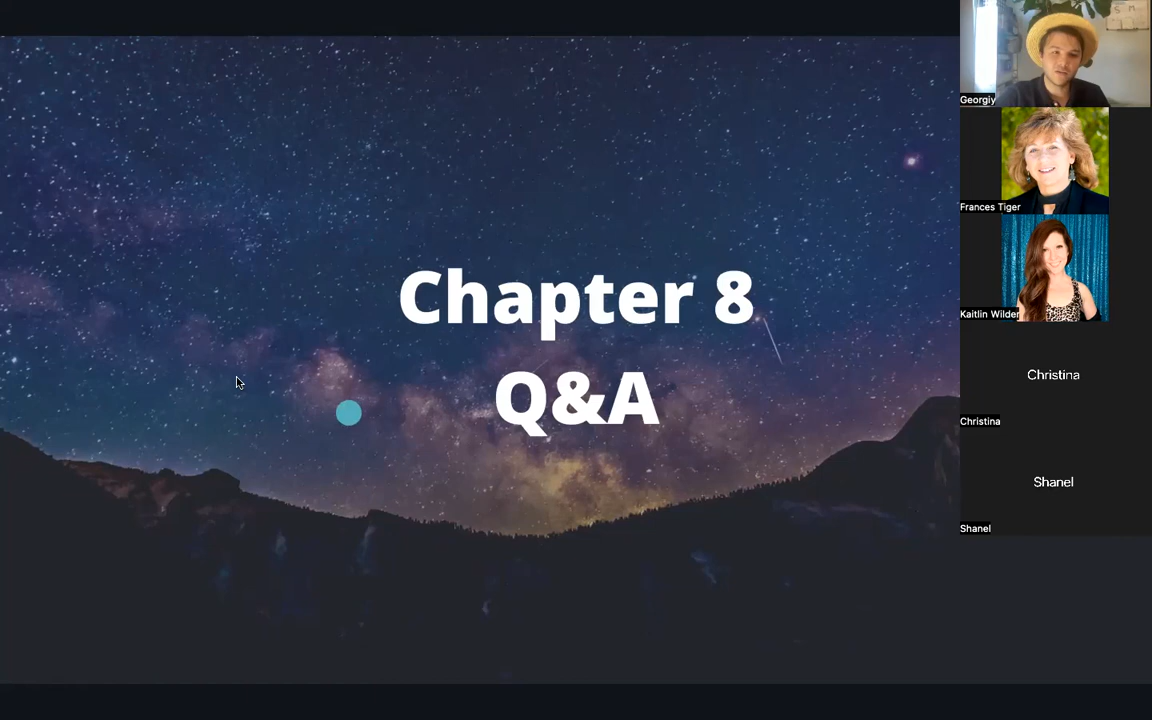 Chapter 8
Q&A
Georgiy
Frances Tiger
Kaitlin Wilder
Christina
Christina
Shanel
Shanel